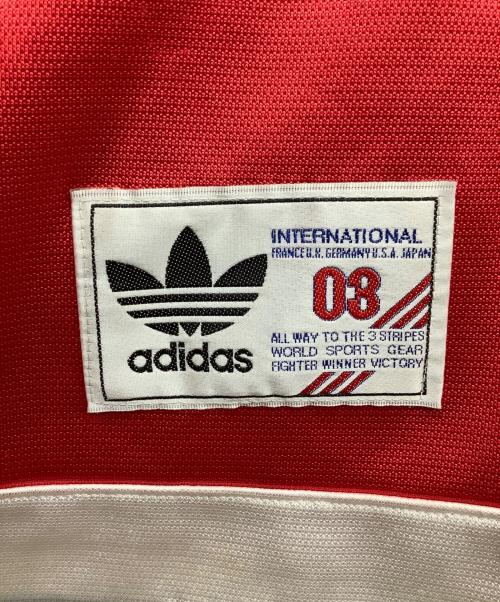 adidas
INTERNATIONAL
FRANCE U.K. GERMANY U.S.A. JAPAN
03
ALL WAY TO THE 3 STRIPES
WORLD SPORTS GEAR
FIGHTER WINNER VICTORY